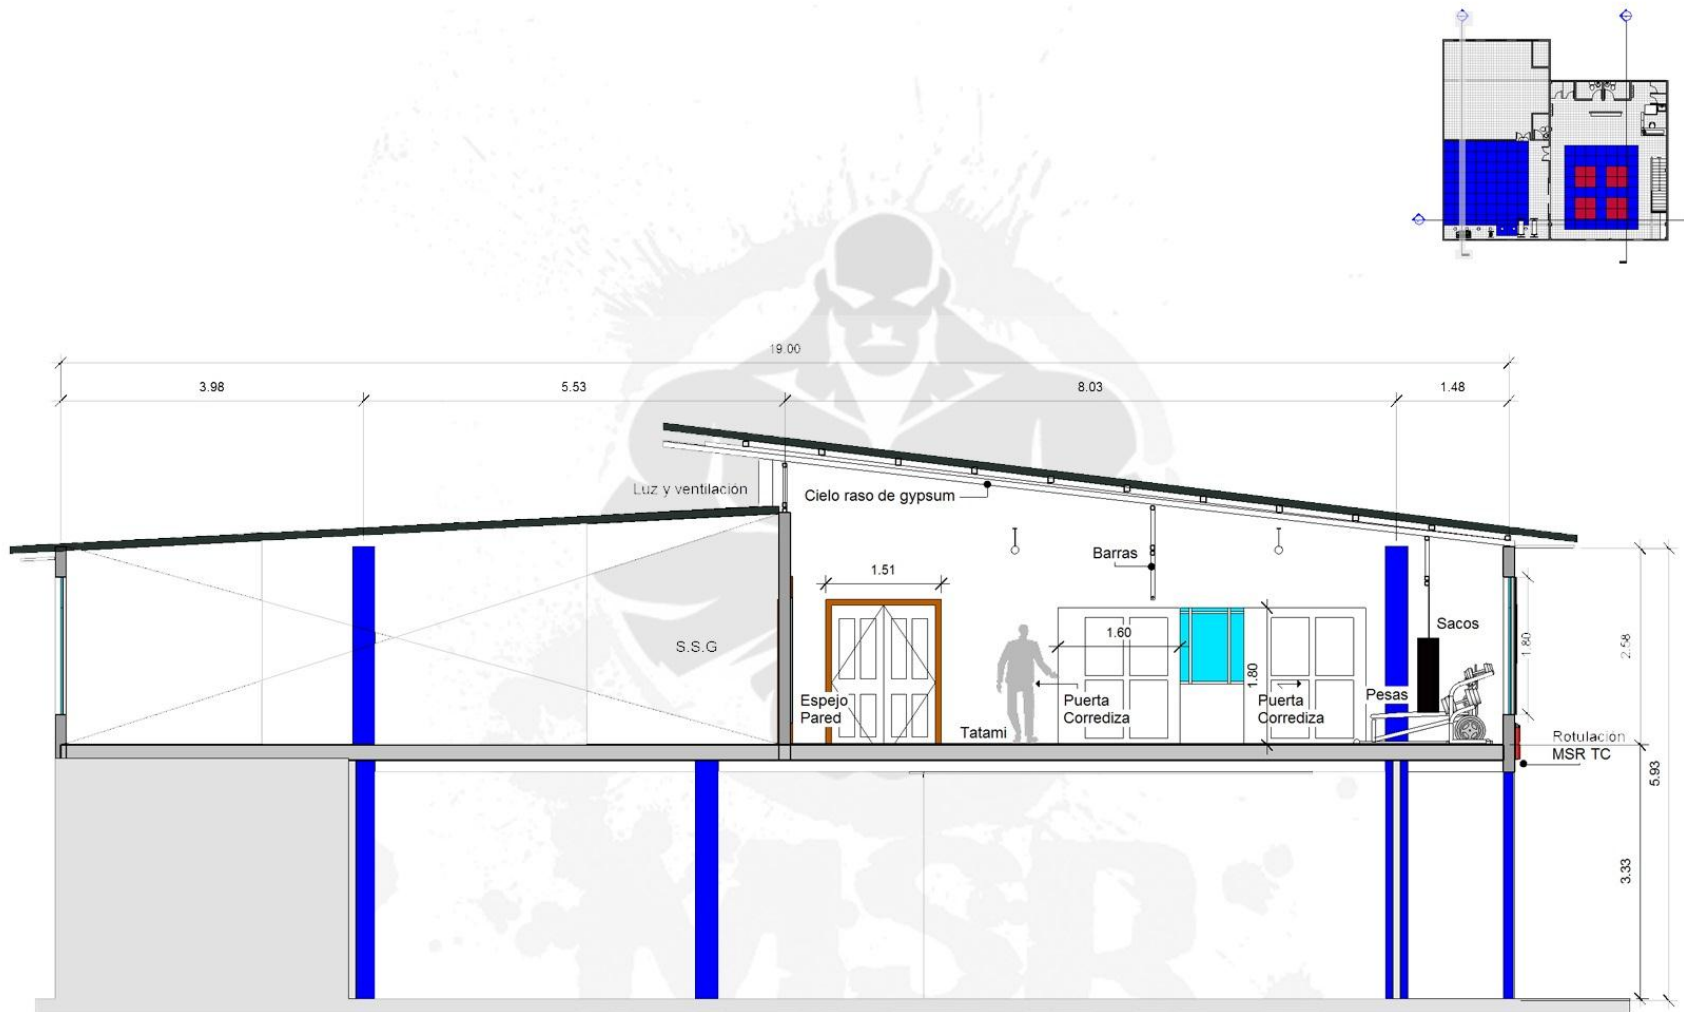 19.00
3.98
5.53
8.03
1.48
Luz y ventilación
Cielo raso de gypsum
Barras
1.51
Sacos
1.60
1.80
1.80
2.58
S.S.G
Espejo
Pared
Tatami
Puerta
Corrediza
Puerta
Corrediza
Pesas
Rotulación
MSR TC
5.93
3.33
MSR